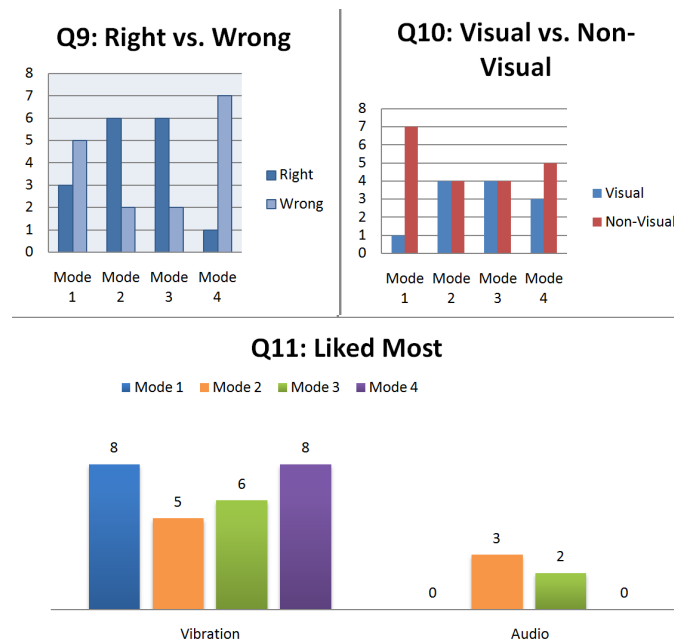 Q9: Right vs. Wrong
8
7
6
5
4
3
2
1
0
Mode 1
Mode 2
Mode 3
Mode 4
Right
Wrong
Q10: Visual vs. Non-
Visual
8
7
6
5
4
3
2
1
0
Mode 1
Mode 2
Mode 3
Mode 4
Visual
Non-Visual
Q11: Liked Most
Mode 1 Mode 2 Mode 3 Mode 4
8 5 6 8 0 3 2 0
Vibration Audio